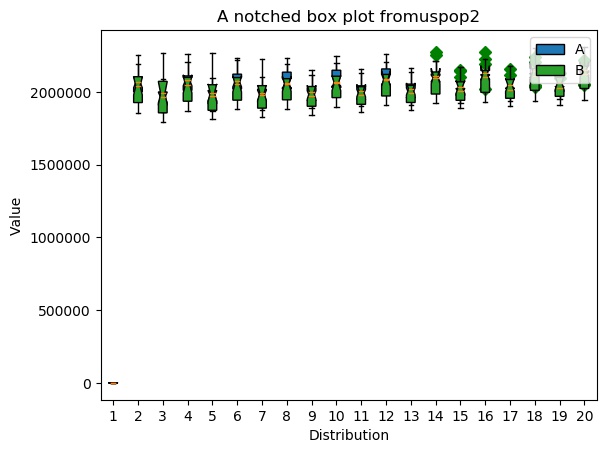 A notched box plot fromuspop2
A
B
2000000
1500000
1000000
500000
0
Value
1 2 3 4 5 6 7 8 9 10 11 12 13 14 15 16 17 18 19 20
Distribution